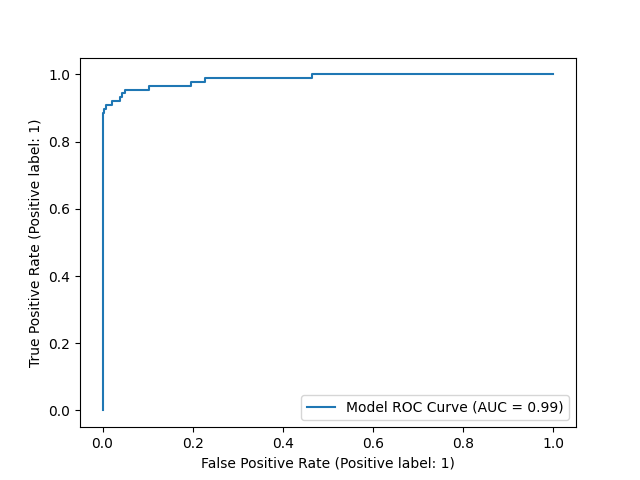 1.0
0.8
0.6
0.4
0.2
0.0
True Positive Rate (Positive label: 1)
Model ROC Curve (AUC = 0.99)
0.0 0.2 0.4 0.6 0.8 1.0
False Positive Rate (Positive label: 1)